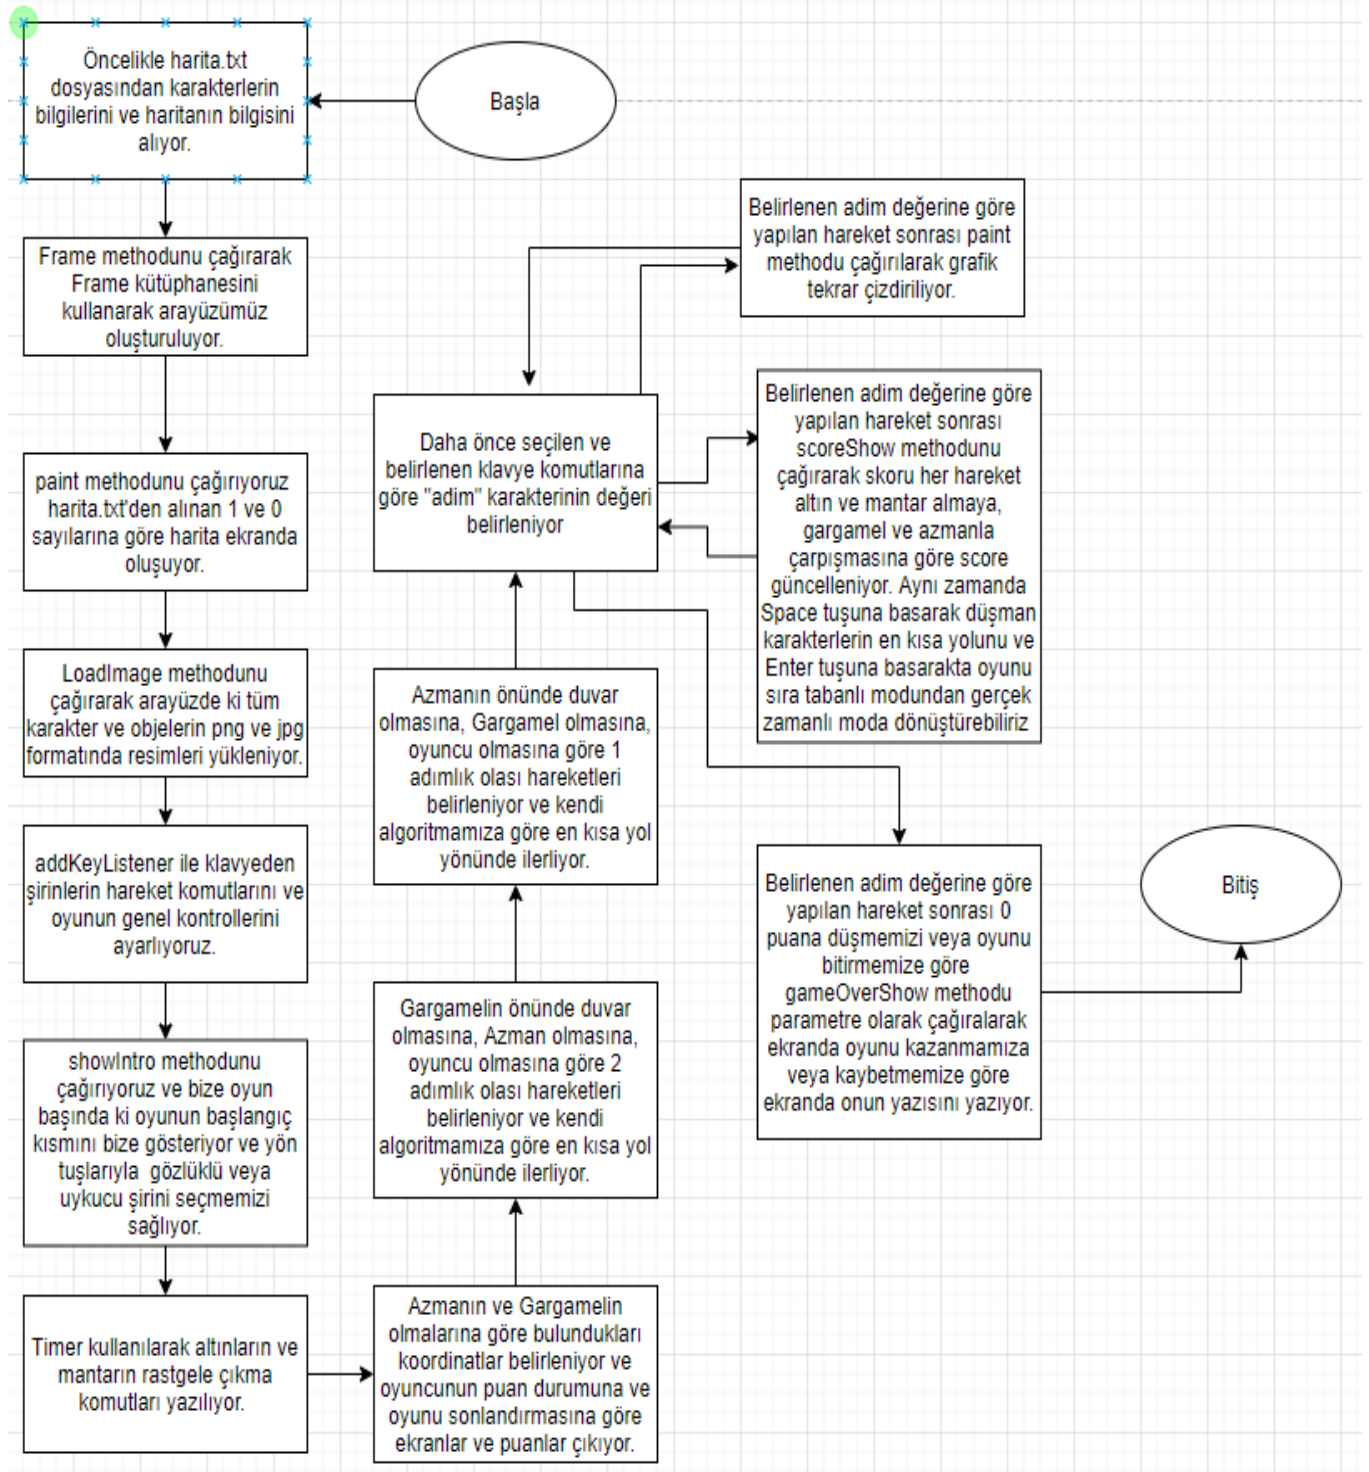 Başla
Öncelikle harita.txt
dosyasından karakterlerin
bilgilerini ve haritanın bilgisini
alıyor.
Frame methodunu çağırarak
Frame kütüphanesini
kullanarak arayüzümüz
oluşturuluyor.
paint methodunu çağırıyoruz
harita.txt'den alınan 1 ve 0
sayılarına göre harita ekranda
oluşuyor.
LoadImage methodunu
çağırarak arayüzde ki tüm
karakter ve objelerin png ve jpg
formatında resimleri yükleniyor.
addKeyListener ile klavyeden
şirinlerin hareket komutlarını ve
oyunun genel kontrollerini
ayarlıyoruz.
showIntro methodunu
çağırıyoruz ve bize oyun
başında ki oyunun başlangıç
kısmını bize gösteriyor ve yön
tuşlarıyla gözlüklü veya
uykucu şirini seçmemizi
sağlıyor.
Timer kullanılarak altınların ve
mantarın rastgele çıkma
komutları yazılıyor.
Azmanın ve Gargamelin
olmalarına göre bulundukları
koordinatlar belirleniyor ve
oyuncunun puan durumuna ve
oyunu sonlandırmasına göre
ekranlar ve puanlar çıkıyor.
Gargamelin önünde duvar
olmasına, Azman olmasına,
oyuncu olmasına göre 2
adımlık olası hareketleri
belirleniyor ve kendi
algoritmamıza göre en kısa yol
yönünde ilerliyor.
Azmanın önünde duvar
olmasına, Gargamel olmasına,
oyuncu olmasına göre 1
adımlık olası hareketleri
belirleniyor ve kendi
algoritmamıza göre en kısa yol
yönünde ilerliyor.
Daha önce seçilen ve
belirlenen klavye komutlarına
göre "adim" karakterinin değeri
belirleniyor
Belirlenen adim değerine göre
yapılan hareket sonrası paint
methodu çağırılarak grafik
tekrar çizdiriliyor.
Belirlenen adim değerine göre
yapılan hareket sonrası
scoreShow methodunu
çağırarak skoru her hareket
altın ve mantar almaya,
gargamel ve azmanla
çarpışmasına göre score
güncelleniyor. Aynı zamanda
Space tuşuna basarak düşman
karakterlerin en kısa yolunu ve
Enter tuşuna basarakta oyunu
sıra tabanlı modundan gerçek
zamanlı moda dönüştürebiliriz
Belirlenen adim değerine göre
yapılan hareket sonrası 0
puana düşmemizi veya oyunu
bitirmemize göre
gameOverShow methodu
parametre olarak çağıralarak
ekranda oyunu kazanmamıza
veya kaybetmemize göre
ekranda onun yazısını yazıyor.
Bitiş